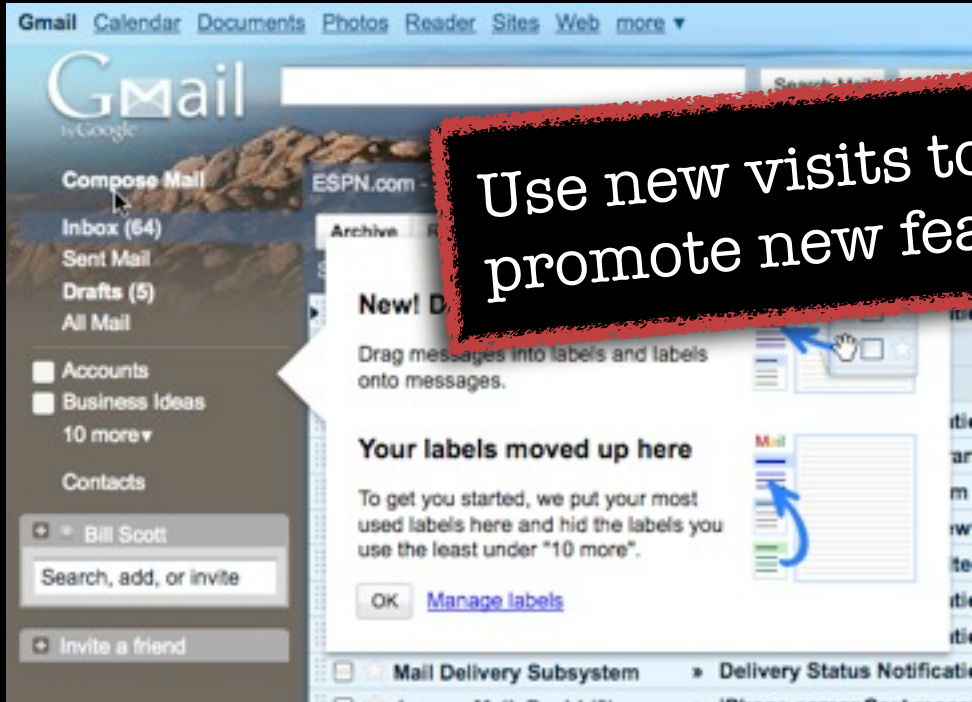 Gmail Calendar Documents Photos Reader Sites Web more ▾
Gmail
by Google
Search Mail
Use new visits to
promote new fea
Compose Mail
ESPN.com -
Inbox (64)
Archive
Sent Mail
Drafts (5)
All Mail
New! D
Drag messages into labels and labels
onto messages.
Accounts
Business Ideas
10 more▾
Contacts
Your labels moved up here
Mail
To get you started, we put your most
used labels here and hid the labels you
use the least under "10 more".
OK Manage labels
Bill Scott
Search, add, or invite
Invite a friend
Mail Delivery Subsystem » Delivery Status Notificatio